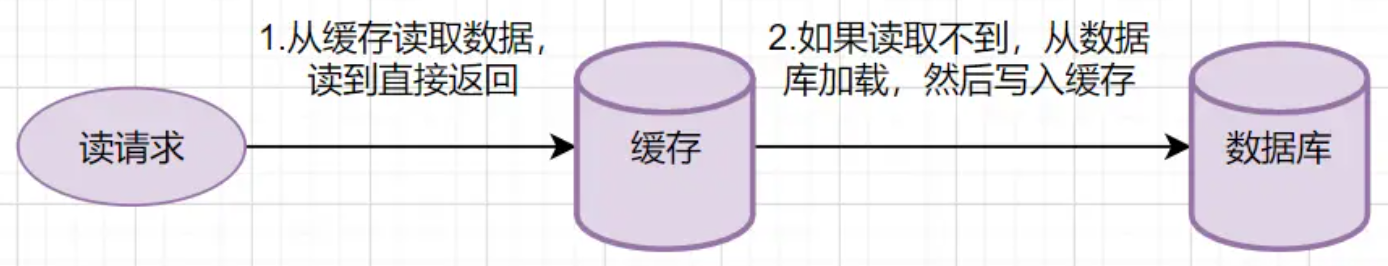 1.从缓存读取数据，
读到直接返回
2.如果读取不到，从数据
库加载，然后写入缓存
读请求
缓存
数据库